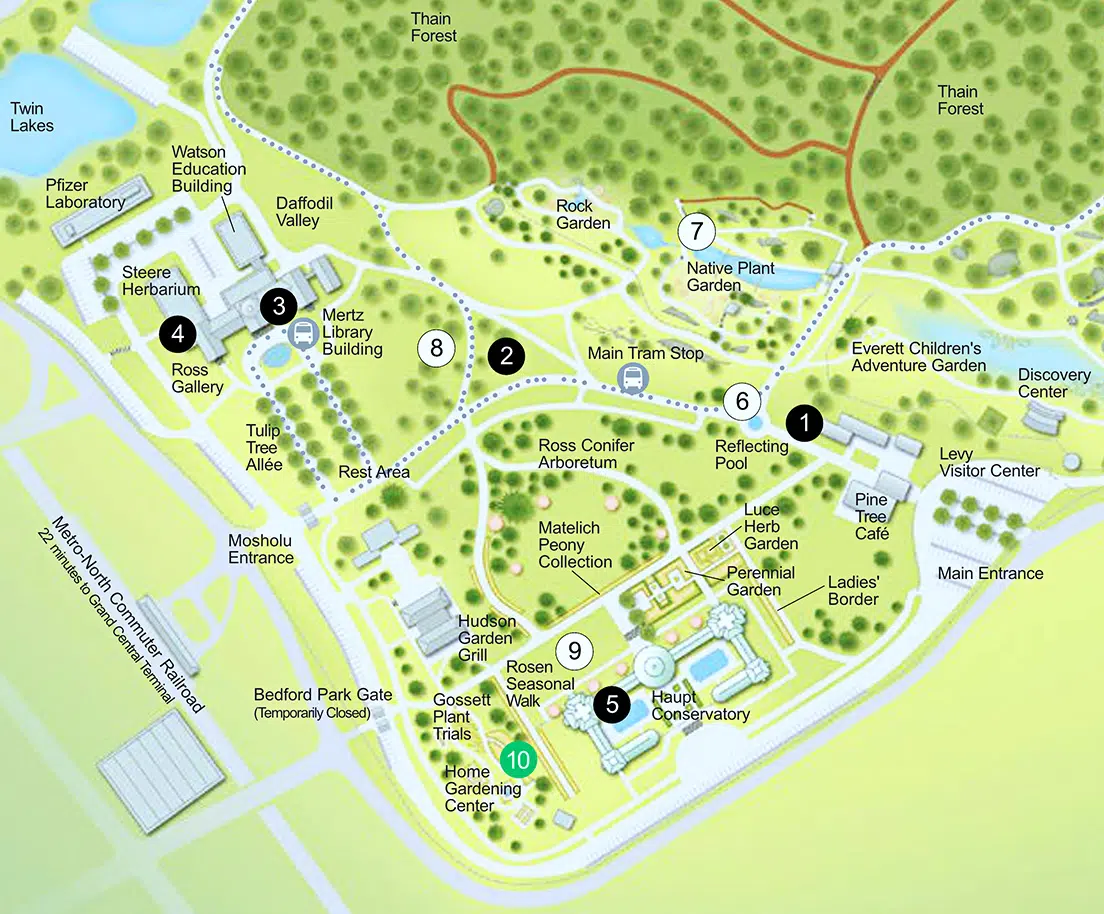 Thain
Forest
Thain
Forest
Twin
Lakes
Watson
Education
Building
Pfizer
Laboratory
Daffodil
Valley
Rock
Garden
7
Native Plant
Garden
Steere
Herbarium
3
4
Mertz
Library
Building
8
2
Main Tram Stop
Everett Children's
Adventure Garden
Discovery
Center
Ross
Gallery
6
1
Tulip
Tree
Allée
Rest Area
Ross Conifer
Arboretum
Reflecting
Pool
Levy
Visitor Center
Pine
Tree
Café
Luce
Herb
Garden
Mosholu
Entrance
Matelich
Peony
Collection
Perennial
Garden
Ladies'
Border
Main Entrance
Metro-North Commuter Railroad
22 minutes to Grand Central Terminal
Hudson
Garden
Grill
9
Rosen
Seasonal
Walk
5
Haupt
Conservatory
Bedford Park Gate
(Temporarily Closed)
Gossett
Plant
Trials
10
Home
Gardening
Center